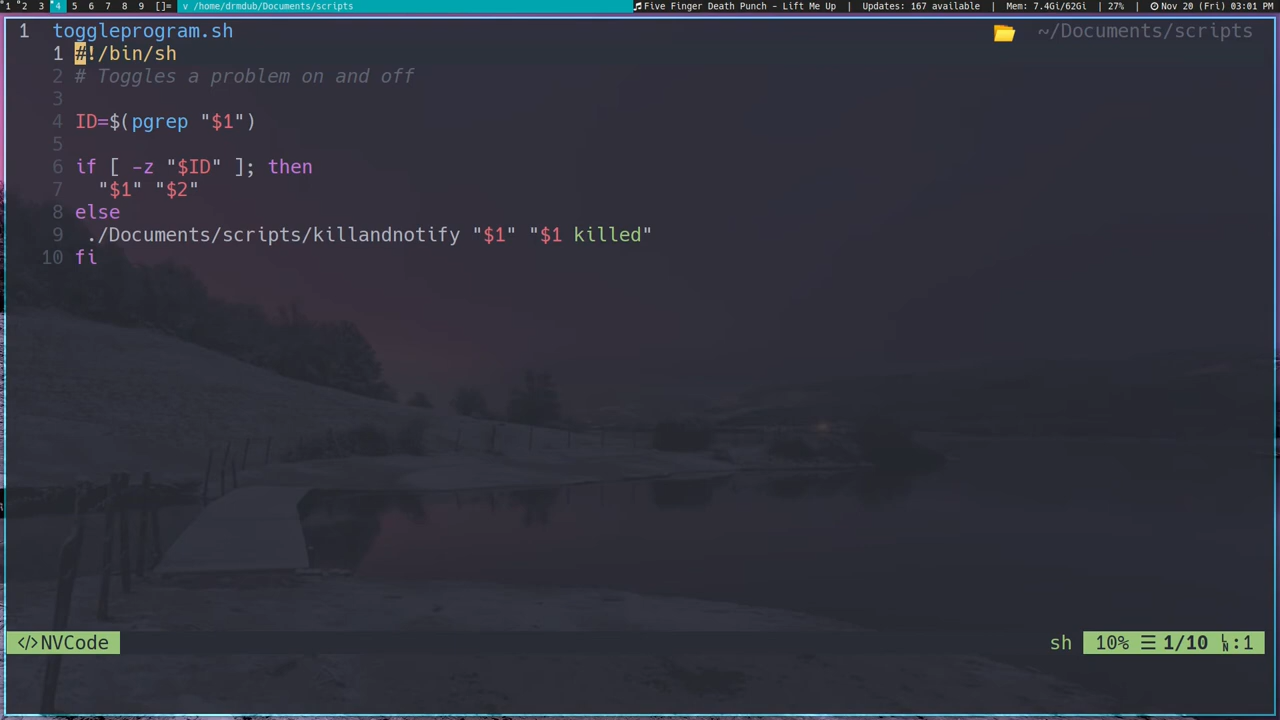 1 2 3 4 5 6 7 8 9 []= v /home/drmdub/Documents/scripts 🎵Five Finger Death Punch - Lift Me Up | Updates: 167 available | Mem: 7.4Gi/62Gi | 27% | Nov 20 (Fri) 03:01 PM
1 toggleprogram.sh ~/Documents/scripts
1 #!/bin/sh
2 # Toggles a problem on and off
3
4 ID=$(pgrep "$1")
5
6 if [ -z "$ID" ]; then
7   "$1" "$2"
8 else
9  ./Documents/scripts/killandnotify "$1" "$1 killed"
10 fi
</>NVCode sh 10% ☰ 1/10 LN:1